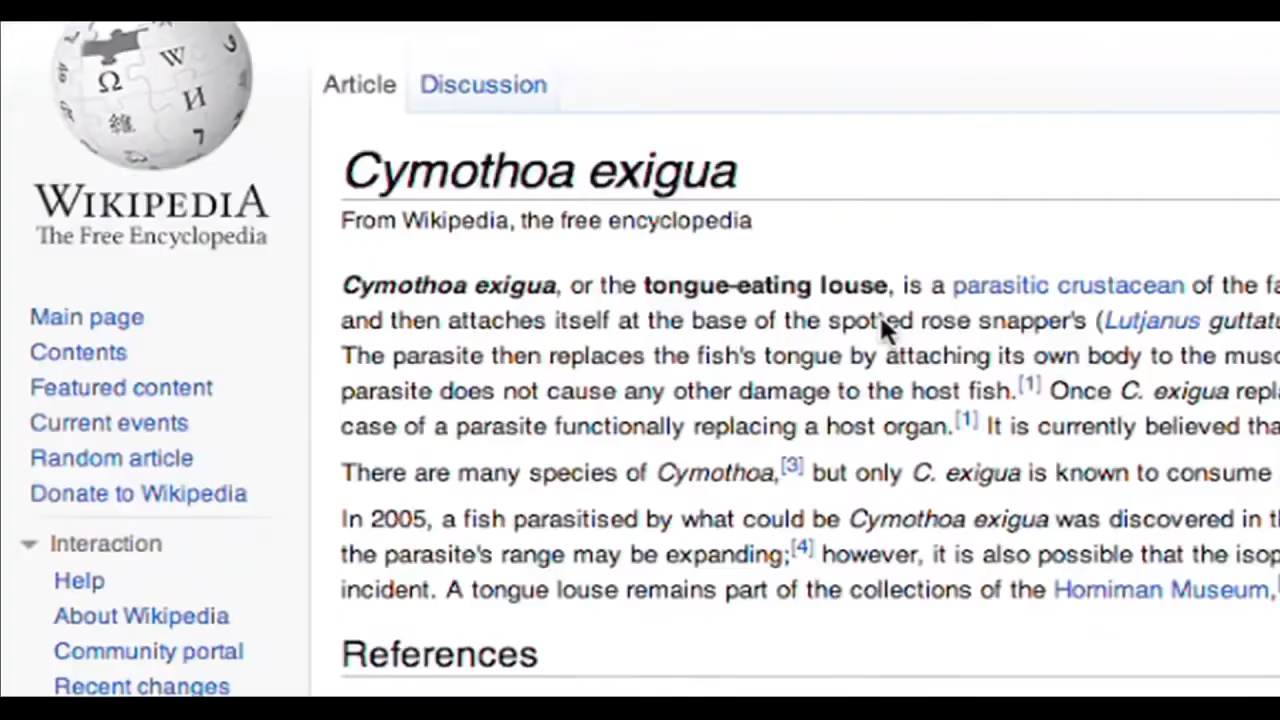 Ω W И 維 7
WIKIPEDIA
The Free Encyclopedia
Main page
Contents
Featured content
Current events
Random article
Donate to Wikipedia
Interaction
Help
About Wikipedia
Community portal
Recent changes
Article Discussion
Cymothoa exigua
From Wikipedia, the free encyclopedia
Cymothoa exigua, or the tongue-eating louse, is a parasitic crustacean of the
and then attaches itself at the base of the spotted rose snapper's (Lutjanus
The parasite then replaces the fish's tongue by attaching its own body to the
parasite does not cause any other damage to the host fish.[1] Once C. exigua
case of a parasite functionally replacing a host organ.[1] It is currently believed
There are many species of Cymothoa,[3] but only C. exigua is known to consume
In 2005, a fish parasitised by what could be Cymothoa exigua was discovered in
the parasite's range may be expanding;[4] however, it is also possible that the
incident. A tongue louse remains part of the collections of the Horniman Museum,
References